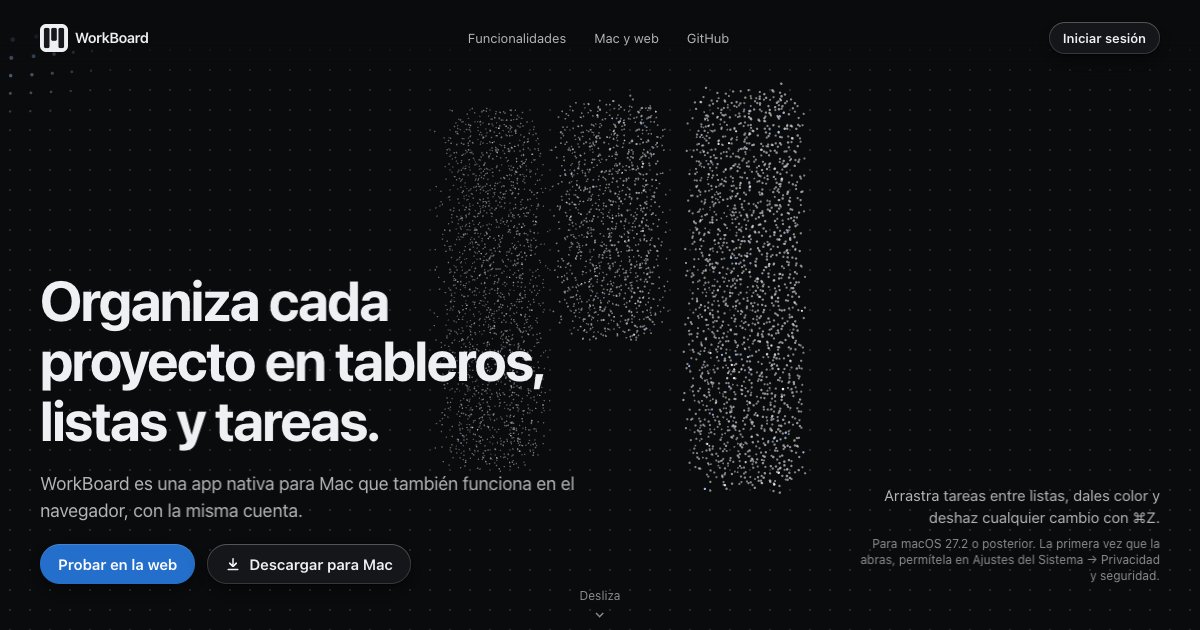 WorkBoard
Funcionalidades
Mac y web
GitHub
Iniciar sesión
Organiza cada
proyecto en tableros,
listas y tareas.
WorkBoard es una app nativa para Mac que también funciona en el
navegador, con la misma cuenta.
Probar en la web
Descargar para Mac
Arrastra tareas entre listas, dales color y
deshaz cualquier cambio con ⌘Z.
Para macOS 27.2 o posterior. La primera vez que la
abras, permítela en Ajustes del Sistema → Privacidad
y seguridad.
Desliza